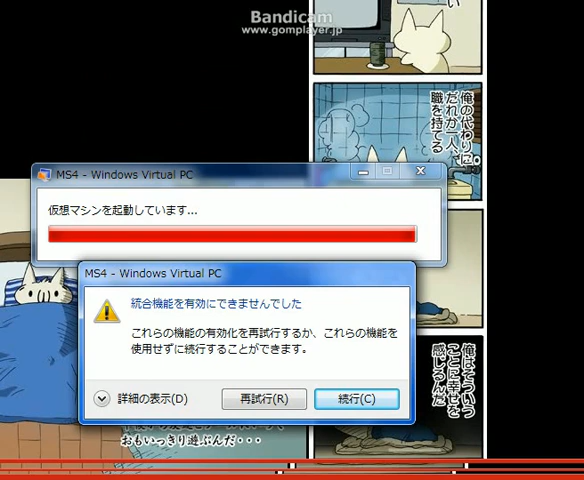 Bandicam
www.gomplayer.jp
い
俺の代わりに
だれか一人、
職を持てる。
MS4 - Windows Virtual PC
仮想マシンを起動しています...
MS4 - Windows Virtual PC
統合機能を有効にできませんでした
これらの機能の有効化を再試行するか、これらの機能を
使用せずに続行することができます。
詳細の表示(D)
再試行(R)
続行(C)
俺はそういう
ことに幸せを
感じるんだ
おもいっきり遊ぶんだ・・・